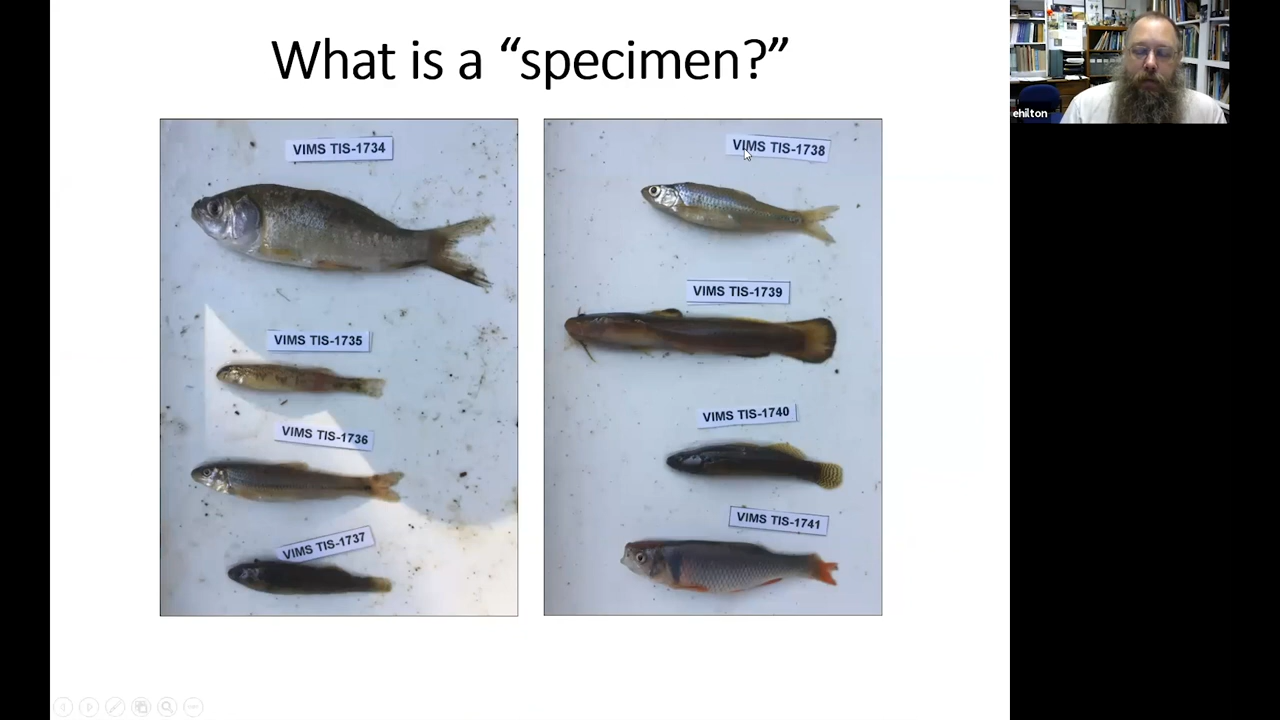 What is a “specimen?”
VIMS TIS-1734
VIMS TIS-1735
VIMS TIS-1736
VIMS TIS-1737
VIMS TIS-1738
VIMS TIS-1739
VIMS TIS-1740
VIMS TIS-1741
ehilton